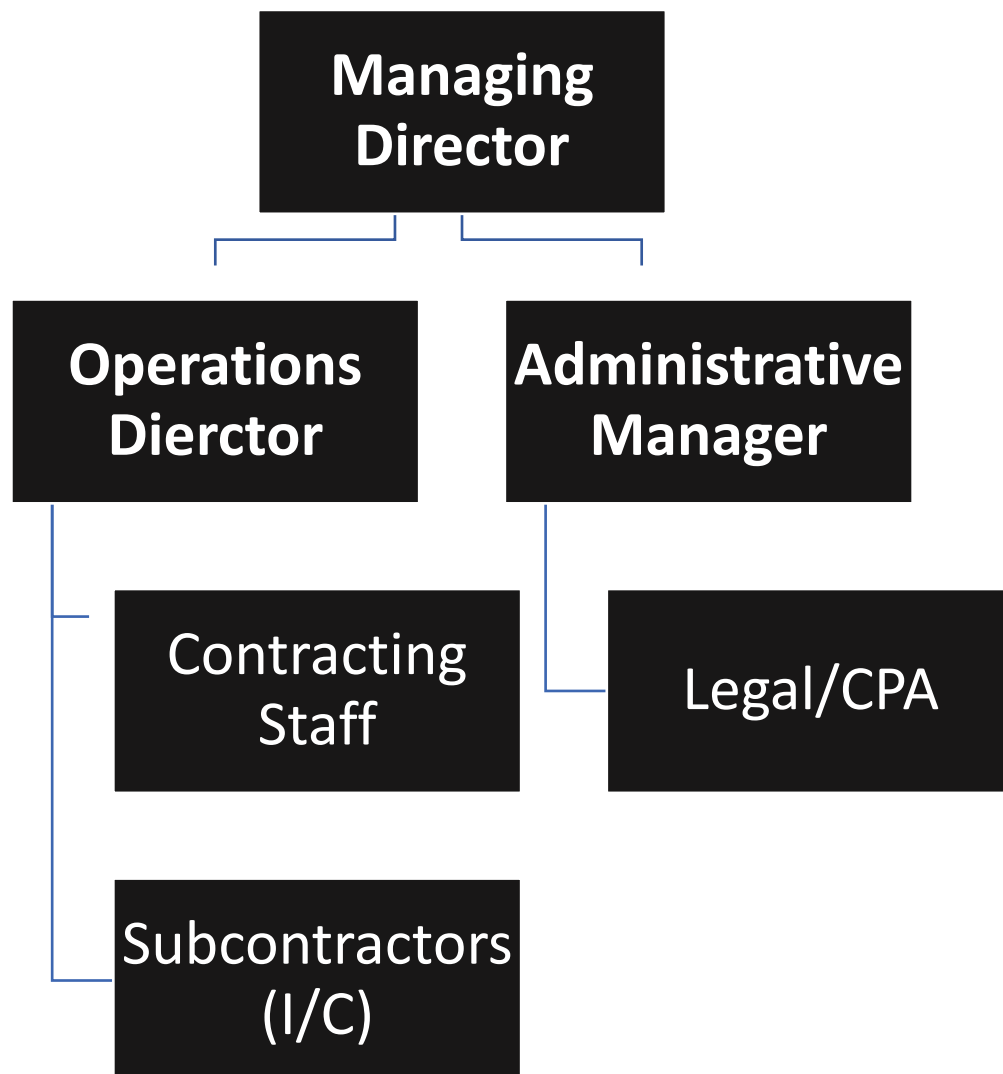 Managing
Director
Operations
Dierctor
Administrative
Manager
Contracting
Staff
Legal/CPA
Subcontractors
(I/C)